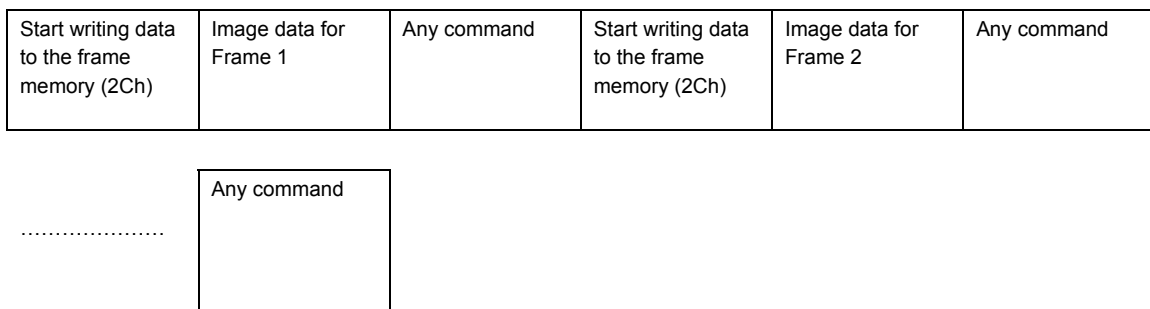 Start writing data
to the frame
memory (2Ch)
Image data for
Frame 1
Any command
Start writing data
to the frame
memory (2Ch)
Image data for
Frame 2
Any command
…………………
Any command